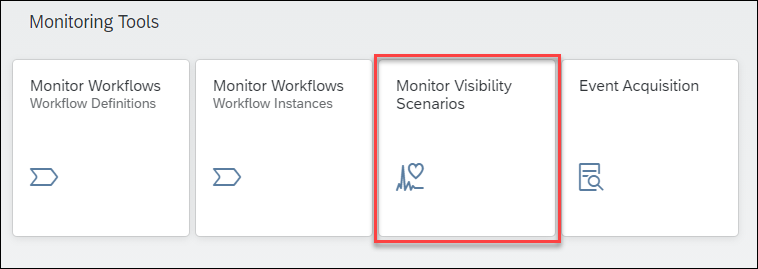 Monitoring Tools
Monitor Workflows
Workflow Definitions
Monitor Workflows
Workflow Instances
Monitor Visibility
Scenarios
Event Acquisition